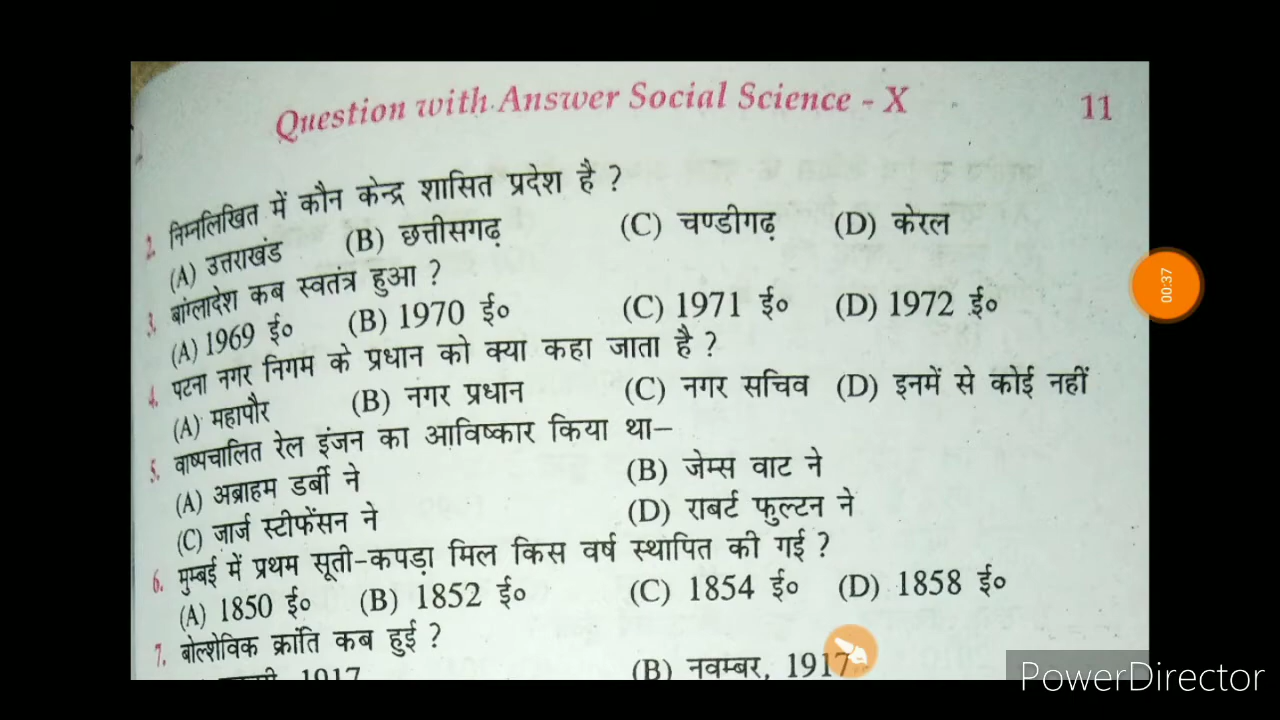 Question with Answer Social Science - X 11
2. निम्नलिखित में कौन केन्द्र शासित प्रदेश है ?
(A) उत्तराखंड (B) छत्तीसगढ़ (C) चण्डीगढ़ (D) केरल
3. बांग्लादेश कब स्वतंत्र हुआ ?
(A) 1969 ई० (B) 1970 ई० (C) 1971 ई० (D) 1972 ई०
4. पटना नगर निगम के प्रधान को क्या कहा जाता है ?
(A) महापौर (B) नगर प्रधान (C) नगर सचिव (D) इनमें से कोई नहीं
5. वाष्पचालित रेल इंजन का आविष्कार किया था–
(A) अब्राहम डर्बी ने (B) जेम्स वाट ने
(C) जार्ज स्टीफेंसन ने (D) राबर्ट फुल्टन ने
6. मुम्बई में प्रथम सूती-कपड़ा मिल किस वर्ष स्थापित की गई ?
(A) 1850 ई० (B) 1852 ई० (C) 1854 ई० (D) 1858 ई०
7. बोल्शेविक क्रांति कब हुई ?
1917 (B) नवम्बर, 1917
00:37
PowerDirector